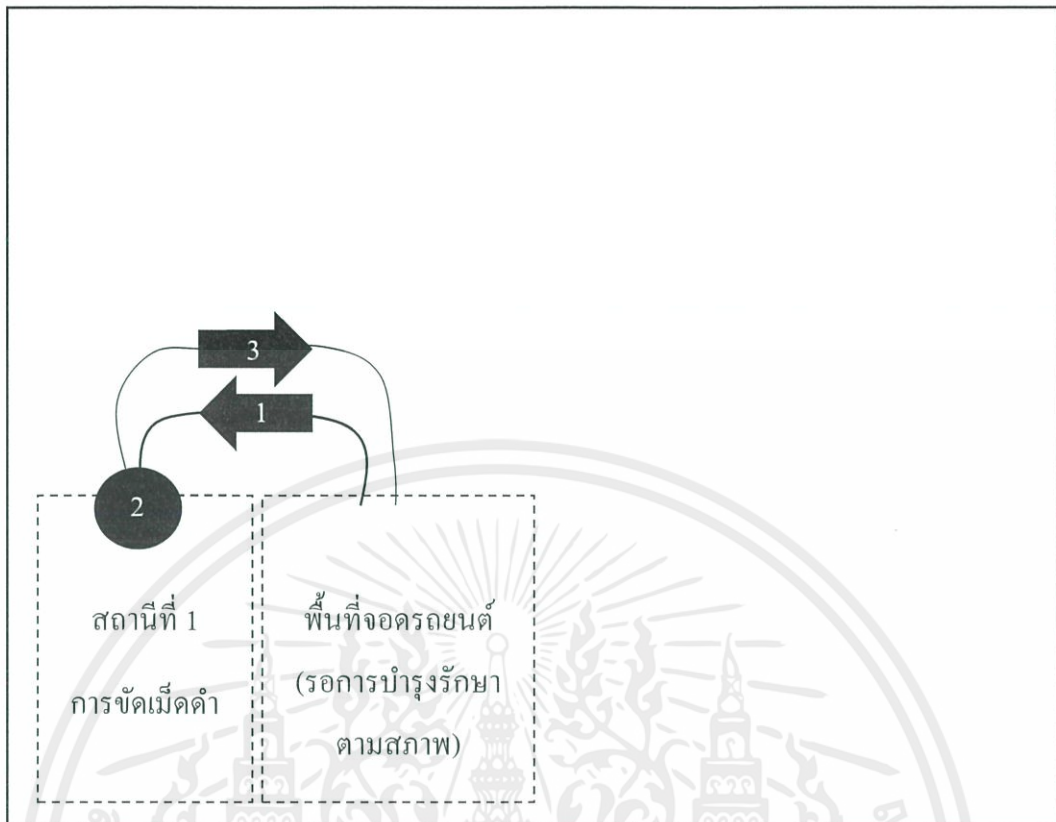 3
1
2
สถานีที่ 1
การขัดเม็ดดำ
พื้นที่จอดรถยนต์
(รอการบำรุงรักษา
ตามสภาพ)